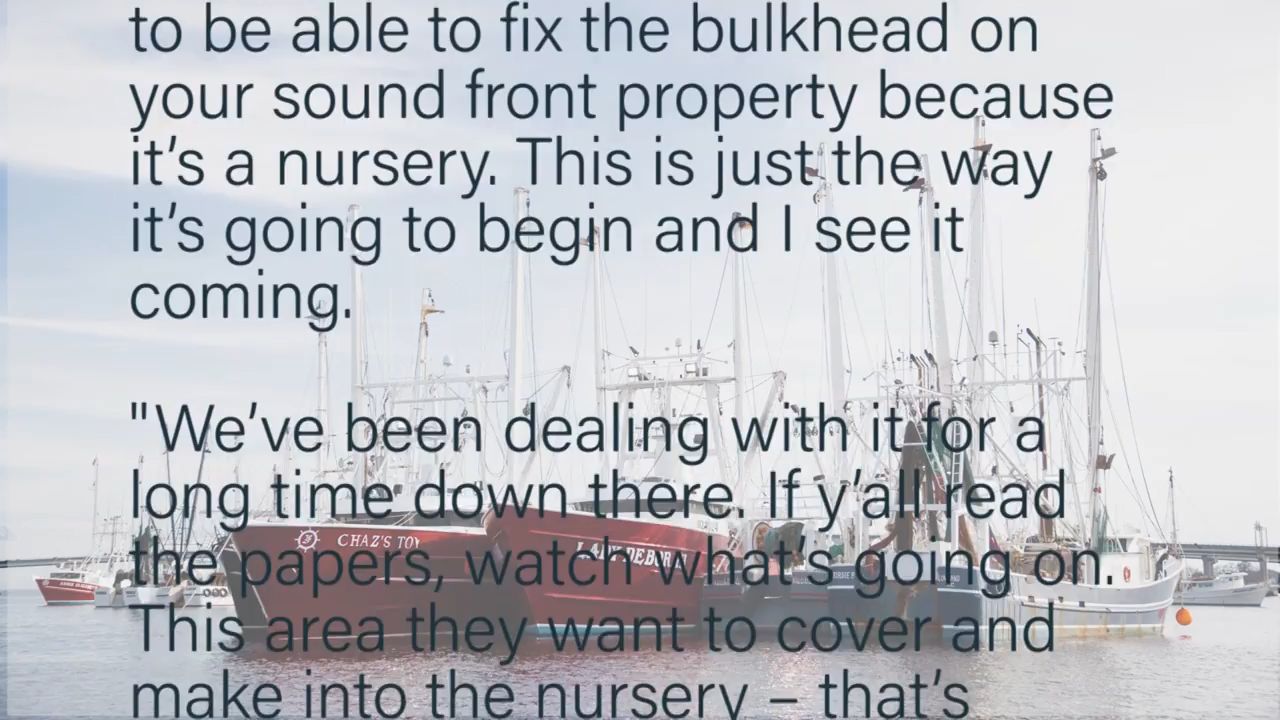 to be able to fix the bulkhead on
your sound front property because
it’s a nursery. This is just the way
it’s going to begin and I see it
coming.
"We’ve been dealing with it for a
long time down there. If y’all read
the papers, watch what’s going on.
This area they want to cover and
make into the nursery – that’s
CHAZ'S TOY
LADY DEBORA